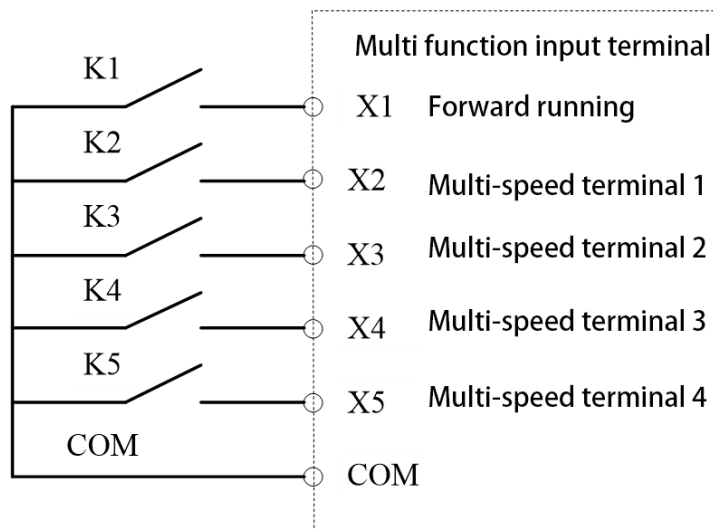 Multi function input terminal
K1
X1 Forward running
K2
X2 Multi-speed terminal 1
K3
X3 Multi-speed terminal 2
K4
X4 Multi-speed terminal 3
K5
X5 Multi-speed terminal 4
COM
COM